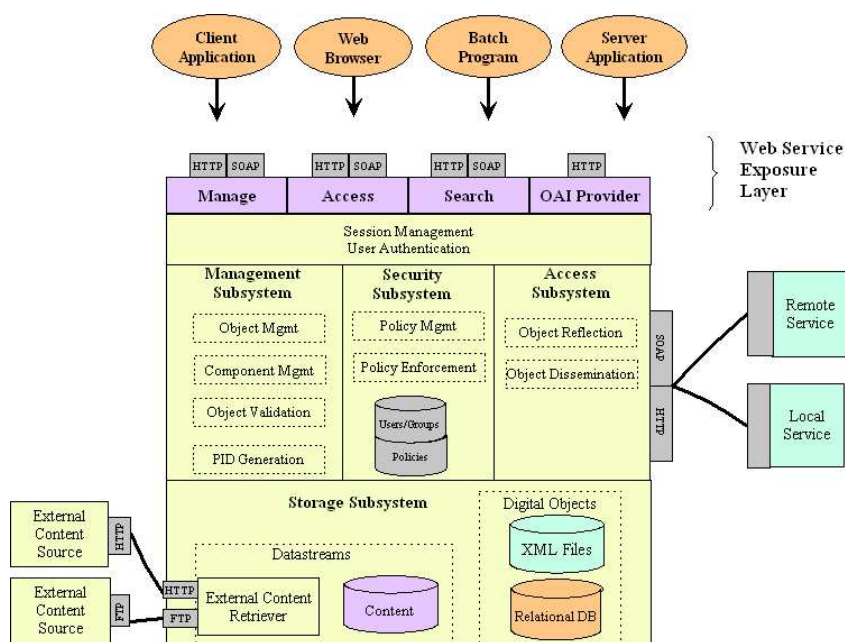 Client
Application
Web
Browser
Batch
Program
Server
Application
HTTP SOAP
HTTP SOAP
HTTP SOAP
HTTP
Web Service
Exposure
Layer
Manage
Access
Search
OAI Provider
Session Management
User Authentication
Management
Subsystem
Object Mgmt
Component Mgmt
Object Validation
PID Generation
Security
Subsystem
Policy Mgmt
Policy Enforcement
Users/Groups
Policies
Access
Subsystem
Object Reflection
Object Dissemination
SOAP
HTTP
Remote
Service
Local
Service
Storage Subsystem
Datastreams
External Content
Retriever
Content
Digital Objects
XML Files
Relational DB
External
Content
Source
HTTP
HTTP
External
Content
Source
FTP
FTP